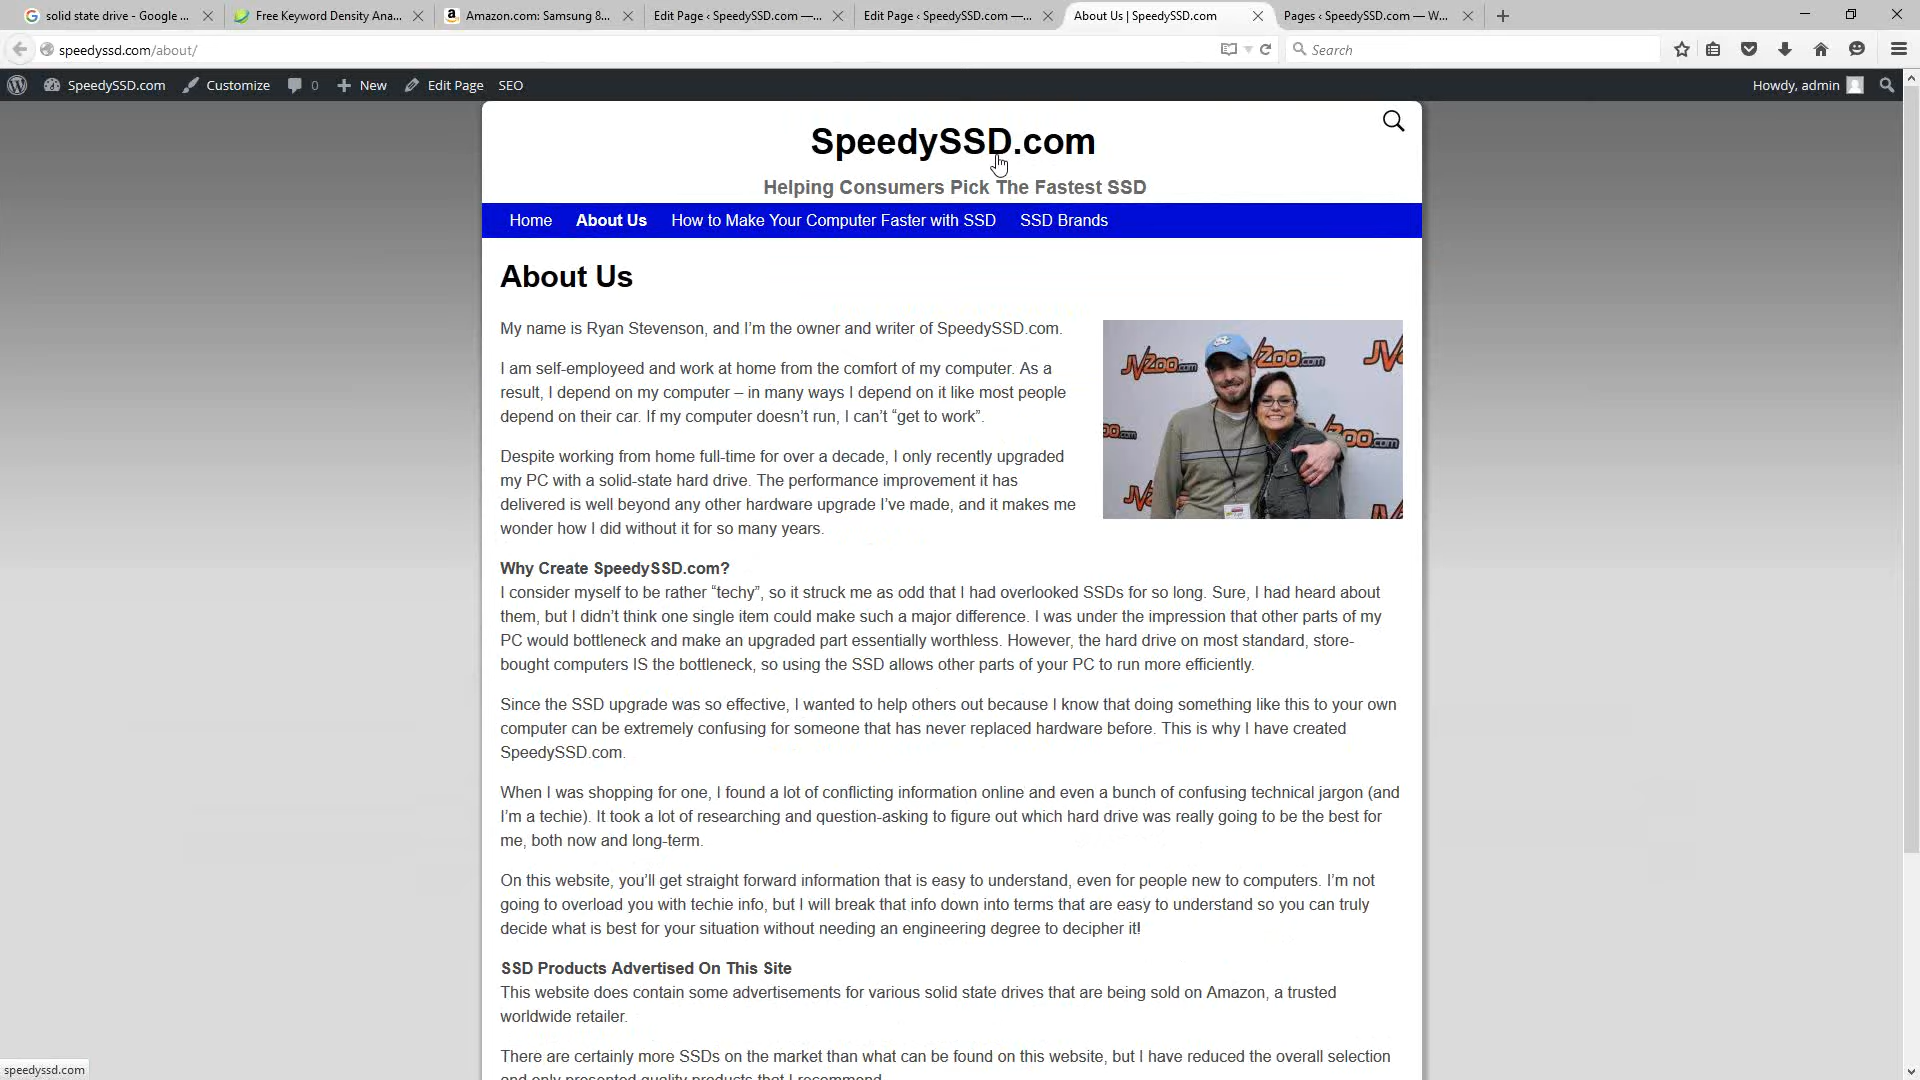 solid state drive - Google ...
Free Keyword Density Ana...
Amazon.com: Samsung 8...
Edit Page ‹ SpeedySSD.com —...
Edit Page ‹ SpeedySSD.com —...
About Us | SpeedySSD.com
Pages ‹ SpeedySSD.com — W...
speedyssd.com/about/
Search
SpeedySSD.com
Customize
0
New
Edit Page
SEO
Howdy, admin
SpeedySSD.com
Helping Consumers Pick The Fastest SSD
Home
About Us
How to Make Your Computer Faster with SSD
SSD Brands
About Us
My name is Ryan Stevenson, and I’m the owner and writer of SpeedySSD.com.
I am self-employeed and work at home from the comfort of my computer. As a
result, I depend on my computer – in many ways I depend on it like most people
depend on their car. If my computer doesn’t run, I can’t “get to work”.
Despite working from home full-time for over a decade, I only recently upgraded
my PC with a solid-state hard drive. The performance improvement it has
delivered is well beyond any other hardware upgrade I’ve made, and it makes me
wonder how I did without it for so many years.
JVZoo.com
Zoo.com
JVZ
oo.com
Zoo.com
Why Create SpeedySSD.com?
I consider myself to be rather “techy”, so it struck me as odd that I had overlooked SSDs for so long. Sure, I had heard about
them, but I didn’t think one single item could make such a major difference. I was under the impression that other parts of my
PC would bottleneck and make an upgraded part essentially worthless. However, the hard drive on most standard, store-
bought computers IS the bottleneck, so using the SSD allows other parts of your PC to run more efficiently.
Since the SSD upgrade was so effective, I wanted to help others out because I know that doing something like this to your own
computer can be extremely confusing for someone that has never replaced hardware before. This is why I have created
SpeedySSD.com.
When I was shopping for one, I found a lot of conflicting information online and even a bunch of confusing technical jargon (and
I’m a techie). It took a lot of researching and question-asking to figure out which hard drive was really going to be the best for
me, both now and long-term.
On this website, you’ll get straight forward information that is easy to understand, even for people new to computers. I’m not
going to overload you with techie info, but I will break that info down into terms that are easy to understand so you can truly
decide what is best for your situation without needing an engineering degree to decipher it!
SSD Products Advertised On This Site
This website does contain some advertisements for various solid state drives that are being sold on Amazon, a trusted
worldwide retailer.
There are certainly more SSDs on the market than what can be found on this website, but I have reduced the overall selection
and only presented quality products that I recommend.
speedyssd.com